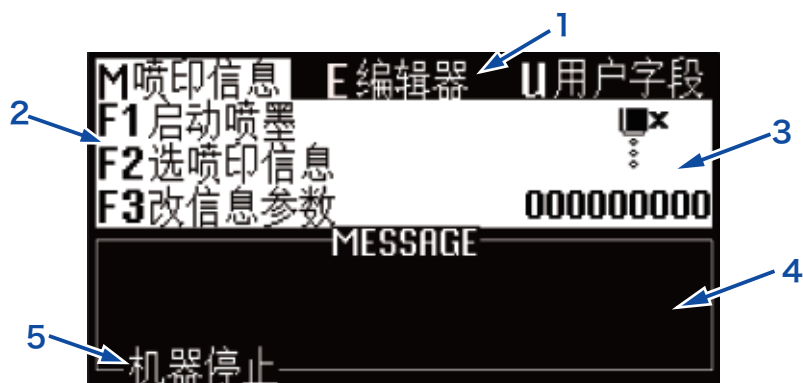 1
M喷印信息 E编辑器 U用户字段
2 F1启动喷墨
F2选喷印信息 3
F3改信息参数 000000000
MESSAGE
4
5 机器停止